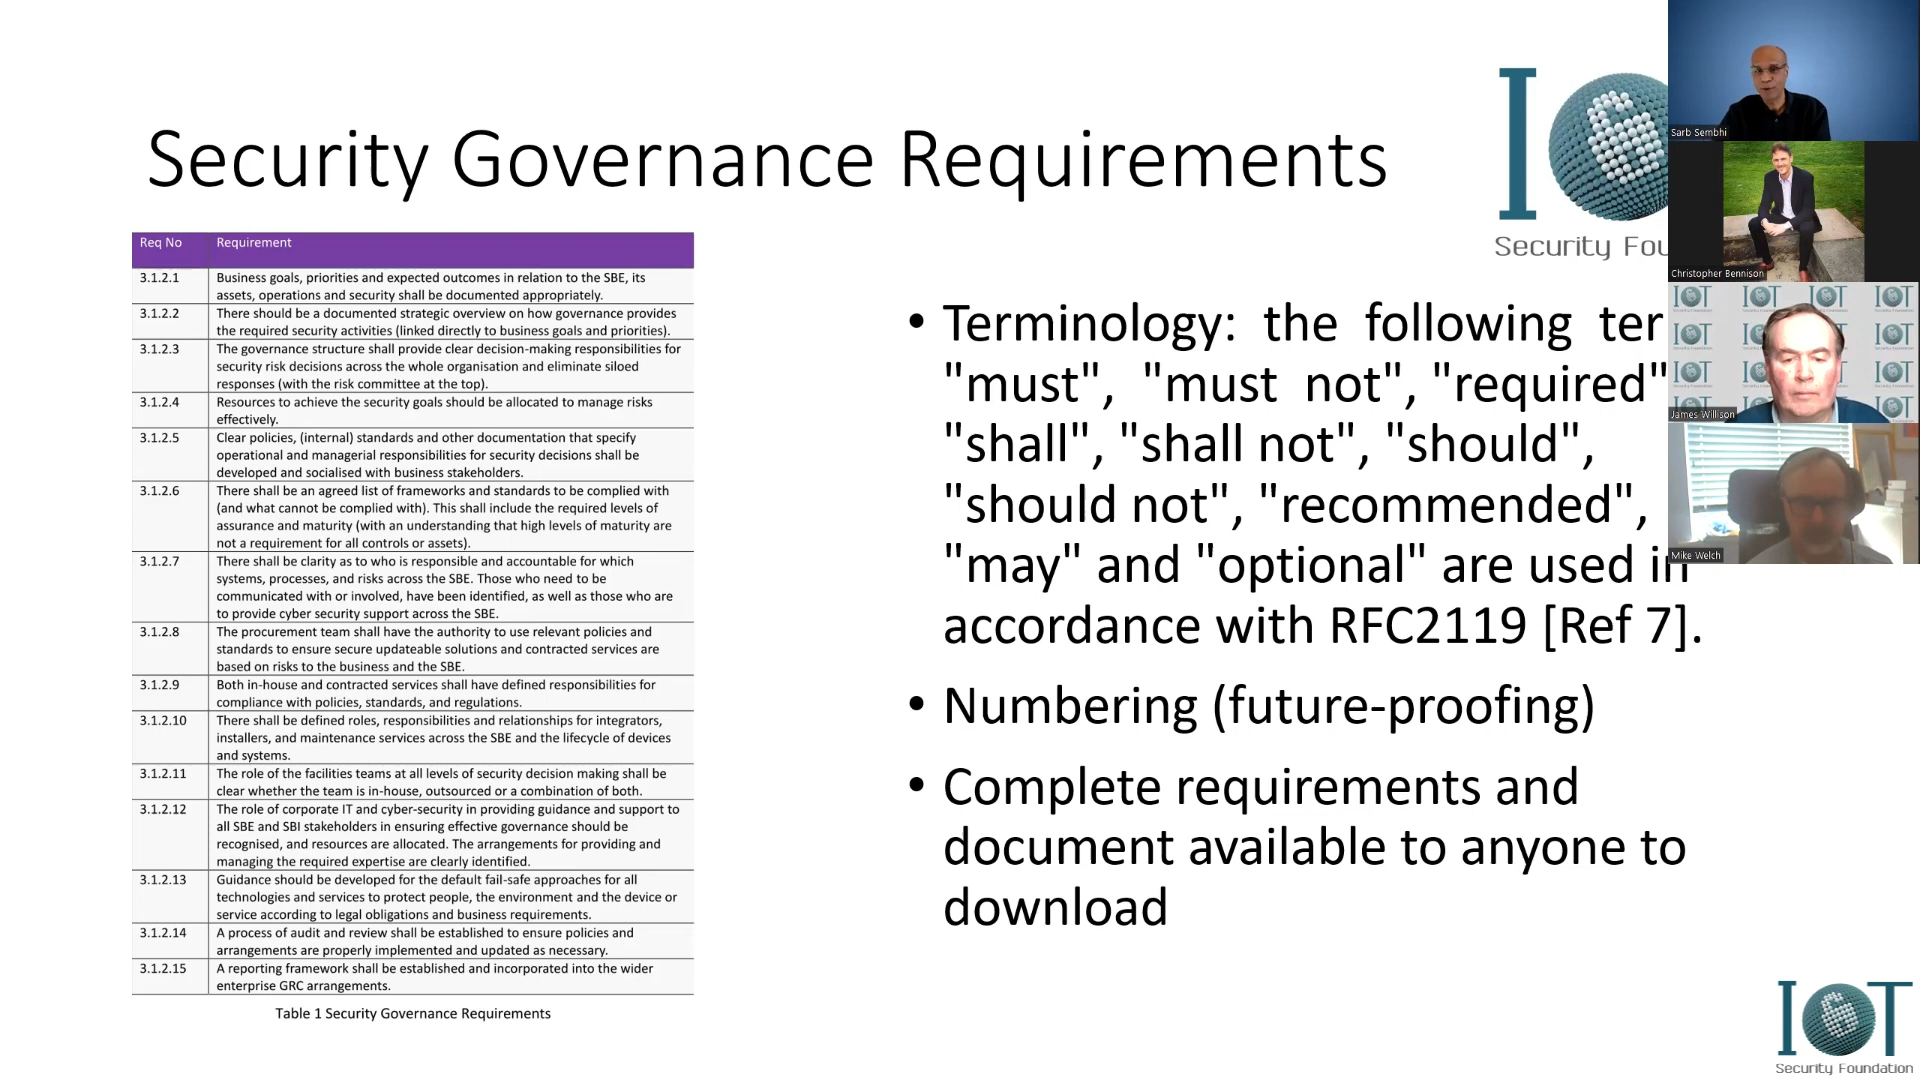 Security Governance Requirements
IOT
Security Fou
Req No Requirement
3.1.2.1 Business goals, priorities and expected outcomes in relation to the SBE, its
assets, operations and security shall be documented appropriately.
3.1.2.2 There should be a documented strategic overview on how governance provides
the required security activities (linked directly to business goals and priorities).
3.1.2.3 The governance structure shall provide clear decision-making responsibilities for
security risk decisions across the whole organisation and eliminate siloed
responses (with the risk committee at the top).
3.1.2.4 Resources to achieve the security goals should be allocated to manage risks
effectively.
3.1.2.5 Clear policies, (internal) standards and other documentation that specify
operational and managerial responsibilities for security decisions shall be
developed and socialised with business stakeholders.
3.1.2.6 There shall be an agreed list of frameworks and standards to be complied with
(and what cannot be complied with). This shall include the required levels of
assurance and maturity (with an understanding that high levels of maturity are
not a requirement for all controls or assets).
3.1.2.7 There shall be clarity as to who is responsible and accountable for which
systems, processes, and risks across the SBE. Those who need to be
communicated with or involved, have been identified, as well as those who are
to provide cyber security support across the SBE.
3.1.2.8 The procurement team shall have the authority to use relevant policies and
standards to ensure secure updateable solutions and contracted services are
based on risks to the business and the SBE.
3.1.2.9 Both in-house and contracted services shall have defined responsibilities for
compliance with policies, standards, and regulations.
3.1.2.10 There shall be defined roles, responsibilities and relationships for integrators,
installers, and maintenance services across the SBE and the lifecycle of devices
and systems.
3.1.2.11 The role of the facilities teams at all levels of security decision making shall be
clear whether the team is in-house, outsourced or a combination of both.
3.1.2.12 The role of corporate IT and cyber-security in providing guidance and support to
all SBE and SBI stakeholders in ensuring effective governance should be
recognised, and resources are allocated. The arrangements for providing and
managing the required expertise are clearly identified.
3.1.2.13 Guidance should be developed for the default fail-safe approaches for all
technologies and services to protect people, the environment and the device or
service according to legal obligations and business requirements.
3.1.2.14 A process of audit and review shall be established to ensure policies and
arrangements are properly implemented and updated as necessary.
3.1.2.15 A reporting framework shall be established and incorporated into the wider
enterprise GRC arrangements.
Table 1 Security Governance Requirements
• Terminology: the following ter
"must", "must not", "required"
"shall", "shall not", "should",
"should not", "recommended",
"may" and "optional" are used in
accordance with RFC2119 [Ref 7].
• Numbering (future-proofing)
• Complete requirements and
document available to anyone to
download
Sarb Sembhi
Christopher Bennison
James Willison
Mike Welch
IOT
Security Foundation